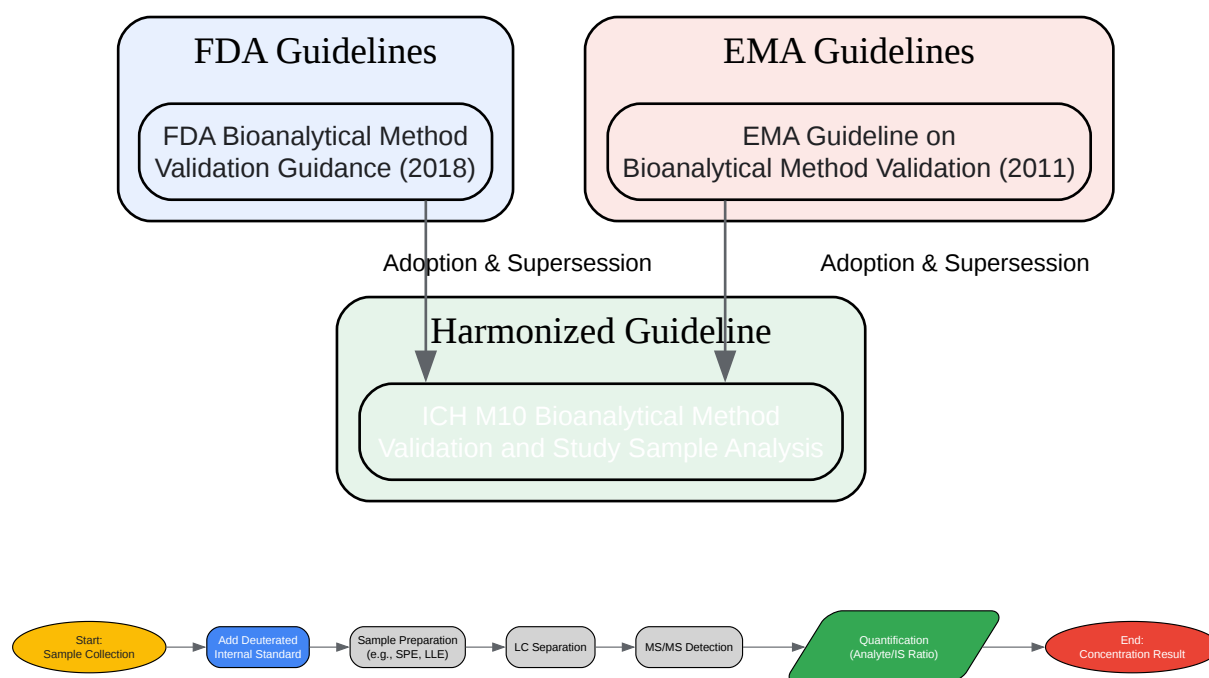 FDA Guidelines
EMA Guidelines
FDA Bioanalytical Method
Validation Guidance (2018)
EMA Guideline on
Bioanalytical Method Validation (2011)
Adoption & Supersession
Adoption & Supersession
Harmonized Guideline
ICH M10 Bioanalytical Method
Validation and Study Sample Analysis
Start:
Sample Collection
Add Deuterated
Internal Standard
Sample Preparation
(e.g., SPE, LLE)
LC Separation
MS/MS Detection
Quantification
(Analyte/IS Ratio)
End:
Concentration Result